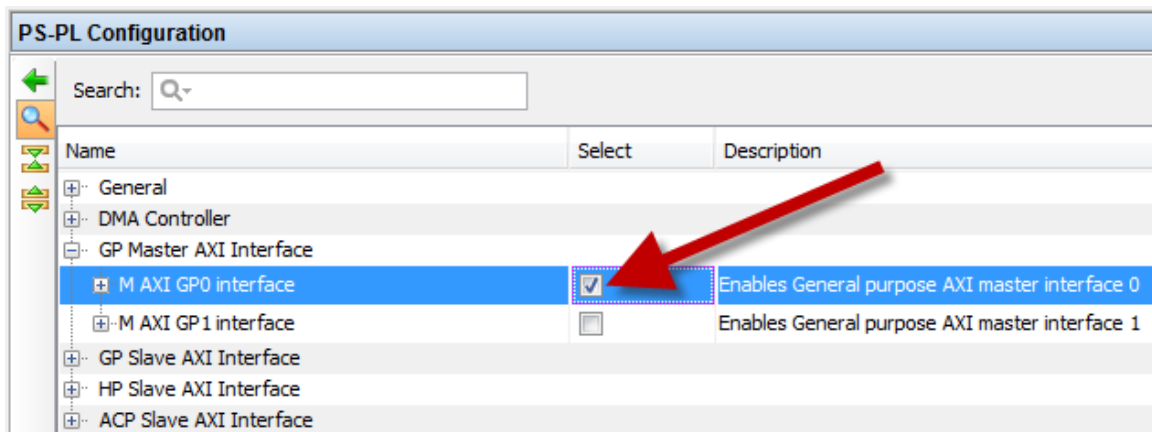 PS-PL Configuration
Search:
Name Select Description
General
DMA Controller
GP Master AXI Interface
M AXI GP0 interface Enables General purpose AXI master interface 0
M AXI GP1 interface Enables General purpose AXI master interface 1
GP Slave AXI Interface
HP Slave AXI Interface
ACP Slave AXI Interface